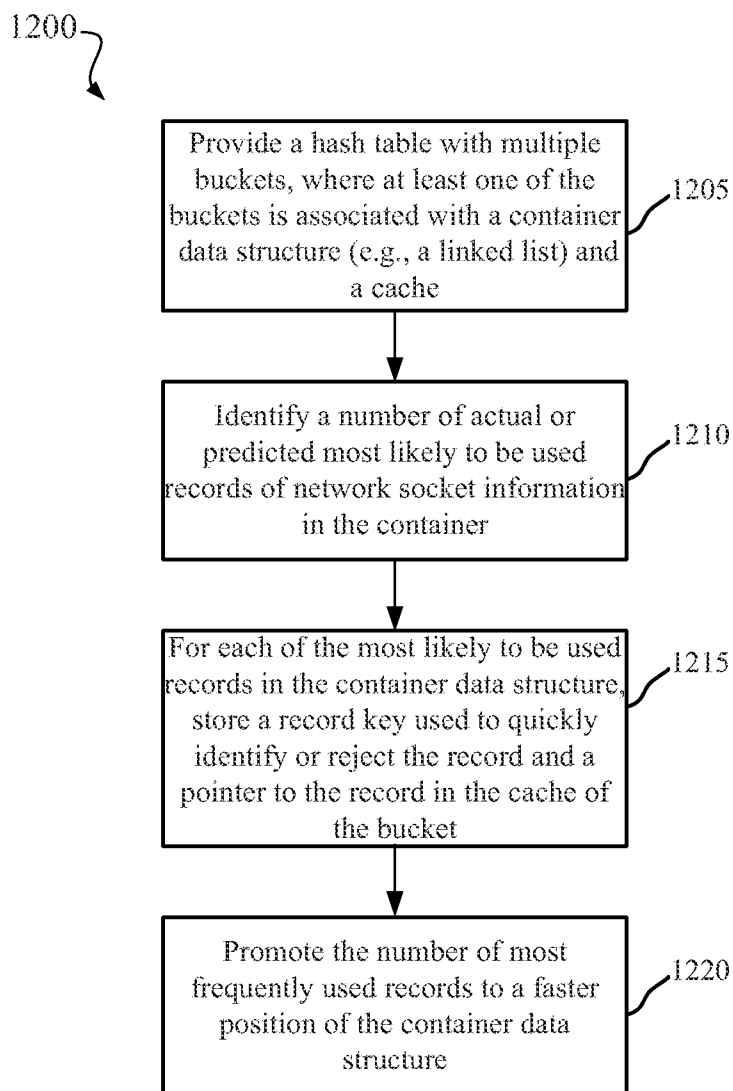 1200
Provide a hash table with multiple
buckets, where at least one of the
buckets is associated with a container
data structure (e.g., a linked list) and
a cache
1205
Identify a number of actual or
predicted most likely to be used
records of network socket information
in the container
1210
For each of the most likely to be used
records in the container data structure,
store a record key used to quickly
identify or reject the record and a
pointer to the record in the cache of
the bucket
1215
Promote the number of most
frequently used records to a faster
position of the container data
structure
1220